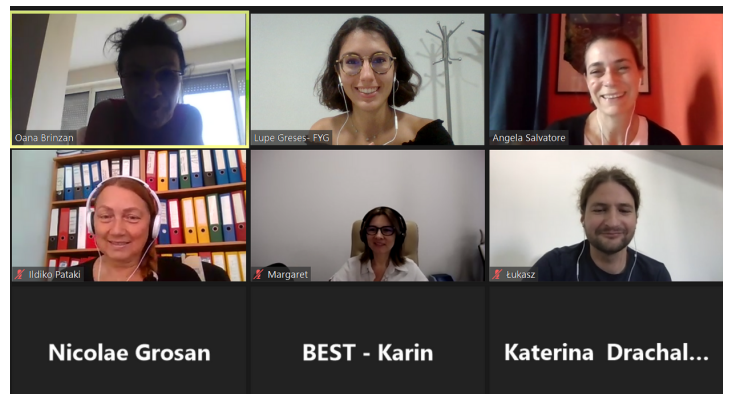 Oana Brinzan
Lupe Greses- FYG
Angela Salvatore
Ildiko Pataki
Margaret
Łukasz
Nicolae Grosan
BEST - Karin
Katerina Drachal...